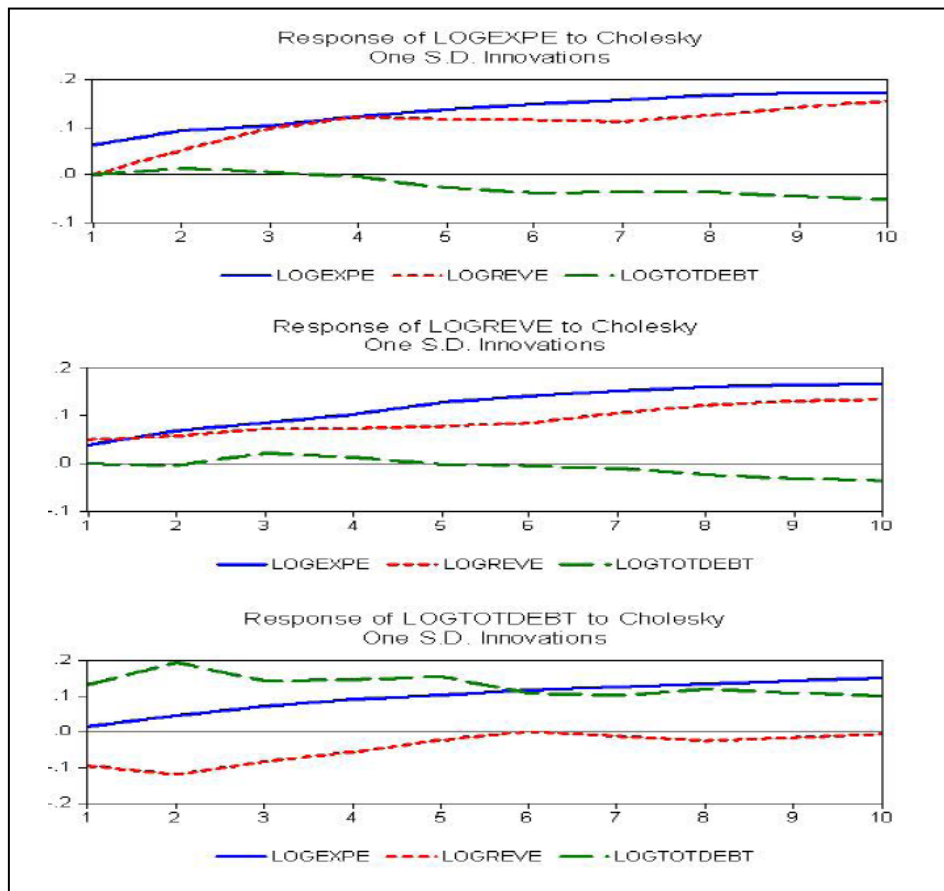 Response of LOGEXPE to Cholesky
One S.D. Innovations
.2
.1
.0
-.1
1 2 3 4 5 6 7 8 9 10
LOGEXPE LOGREVE LOGTOTDEBT
Response of LOGREVE to Cholesky
One S.D. Innovations
.2
.1
.0
-.1
1 2 3 4 5 6 7 8 9 10
LOGEXPE LOGREVE LOGTOTDEBT
Response of LOGTOTDEBT to Cholesky
One S.D. Innovations
.2
.1
.0
-.1
-.2
1 2 3 4 5 6 7 8 9 10
LOGEXPE LOGREVE LOGTOTDEBT